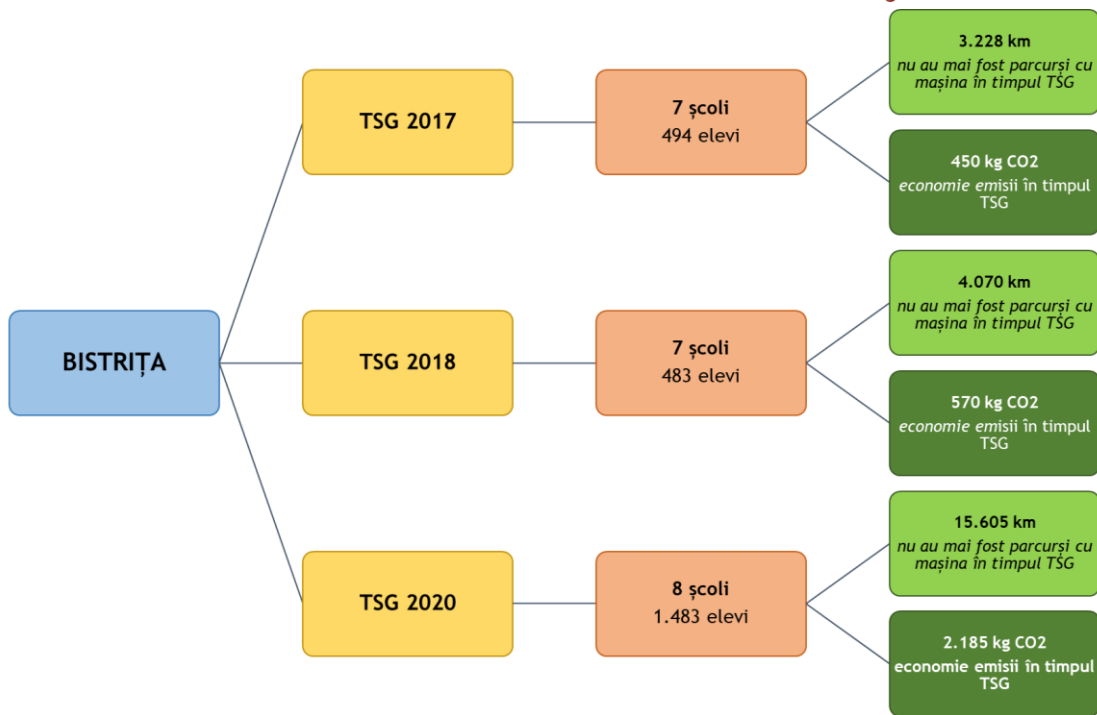 BISTRIȚA
TSG 2017
7 școli
494 elevi
3.228 km
nu au mai fost parcurși cu
mașina în timpul TSG
450 kg CO2
economie emisii în timpul
TSG
TSG 2018
7 școli
483 elevi
4.070 km
nu au mai fost parcurși cu
mașina în timpul TSG
570 kg CO2
economie emisii în timpul
TSG
TSG 2020
8 școli
1.483 elevi
15.605 km
nu au mai fost parcurși cu
mașina în timpul TSG
2.185 kg CO2
economie emisii în timpul
TSG